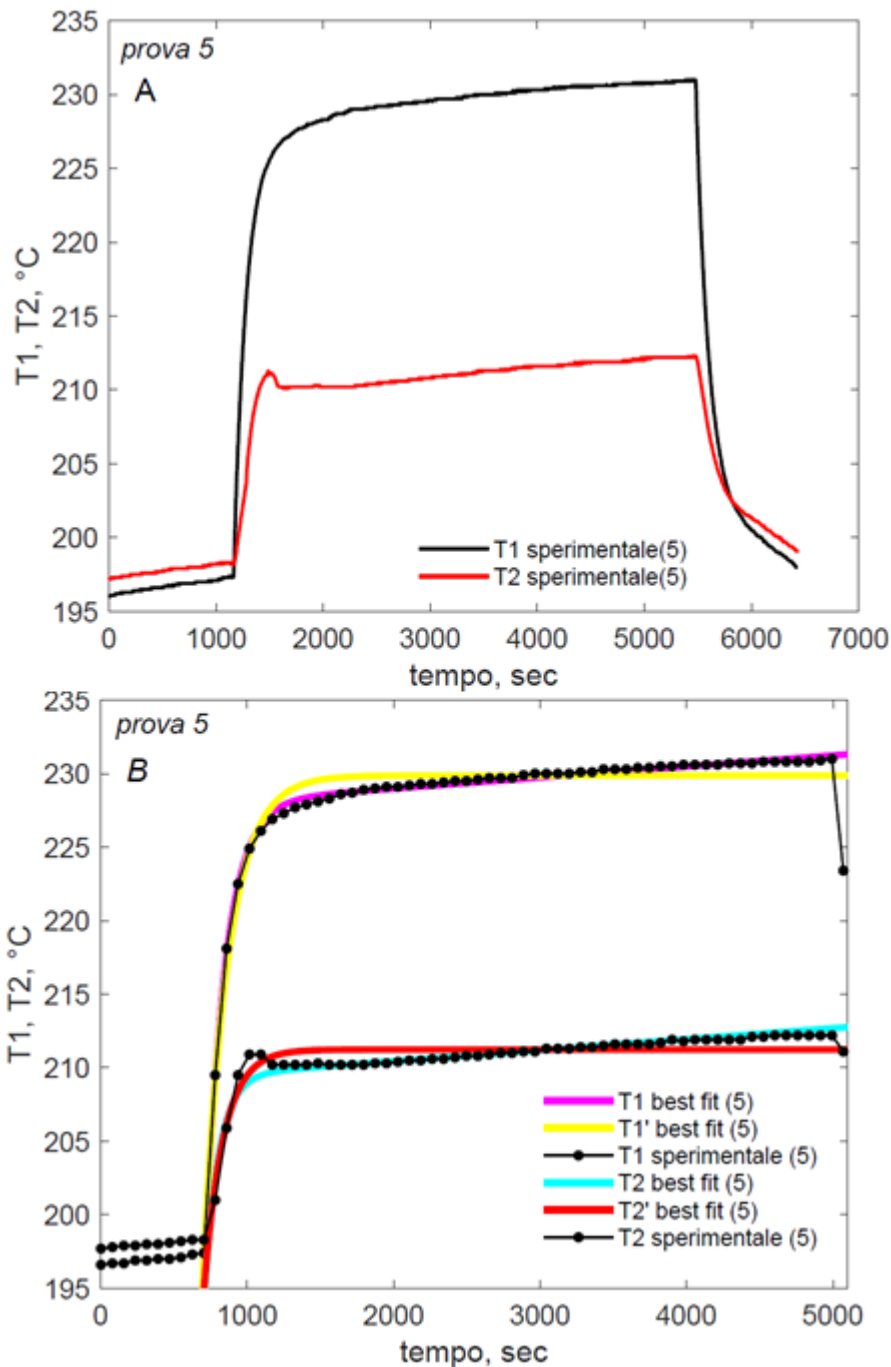 prova 5
A
235
230
225
220
215
210
205
200
195
T1, T2, °C
T1 sperimentale(5)
T2 sperimentale(5)
0 1000 2000 3000 4000 5000 6000 7000
tempo, sec
prova 5
B
235
230
225
220
215
210
205
200
195
T1, T2, °C
T1 best fit (5)
T1' best fit (5)
T1 sperimentale (5)
T2 best fit (5)
T2' best fit (5)
T2 sperimentale (5)
0 1000 2000 3000 4000 5000
tempo, sec